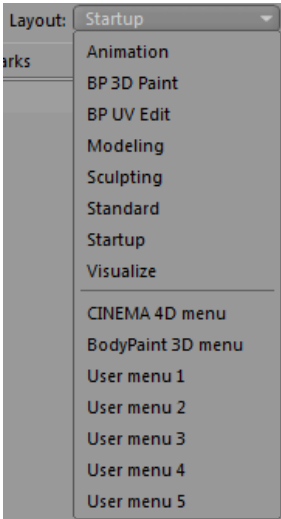 Layout: Startup
arks
Animation
BP 3D Paint
BP UV Edit
Modeling
Sculpting
Standard
Startup
Visualize
CINEMA 4D menu
BodyPaint 3D menu
User menu 1
User menu 2
User menu 3
User menu 4
User menu 5